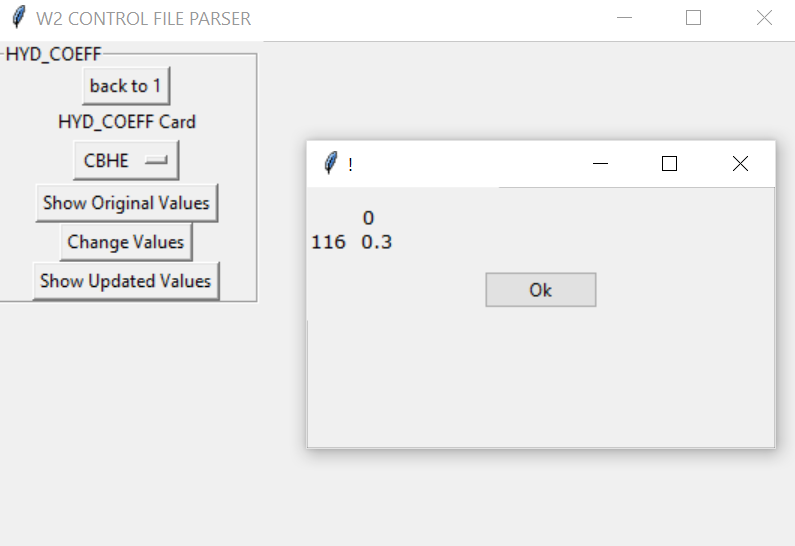 W2 CONTROL FILE PARSER
HYD_COEFF
back to 1
HYD_COEFF Card
CBHE
Show Original Values
Change Values
Show Updated Values
!
0
116 0.3
Ok